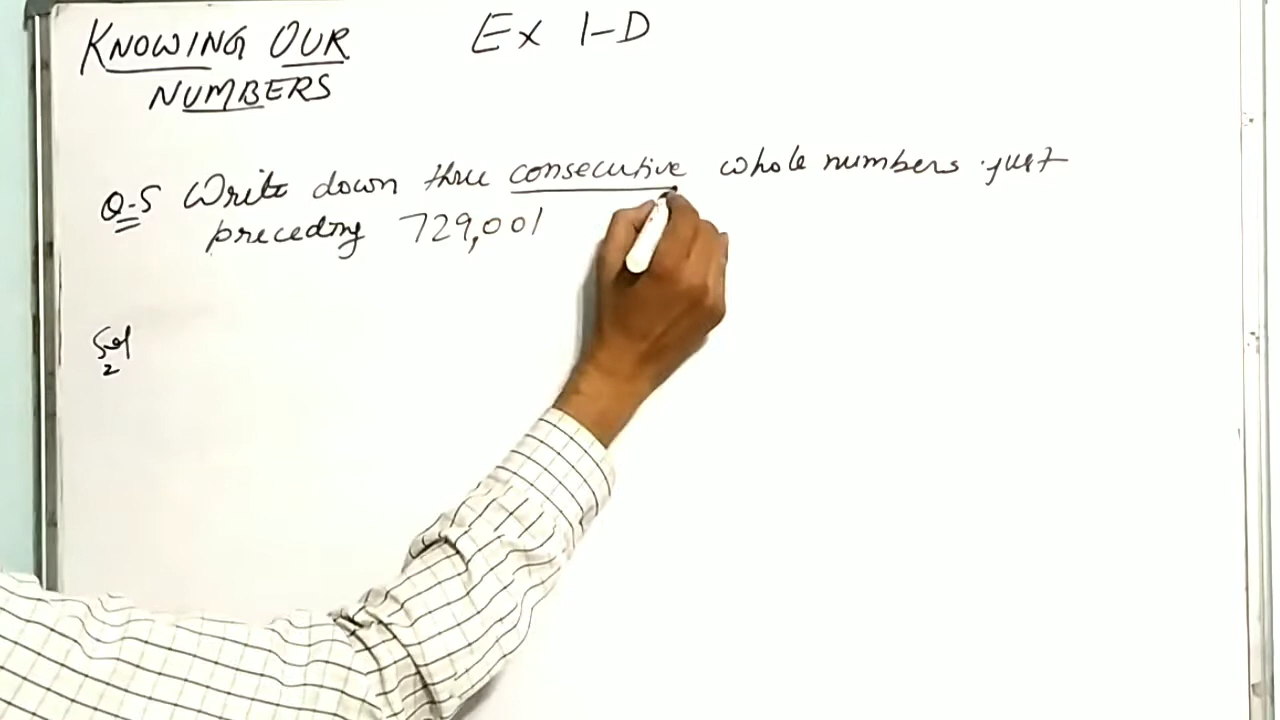 KNOWING OUR NUMBERS
Ex 1-D
Q-5 Write down three consecutive whole numbers just
preceding 729,001
Sol